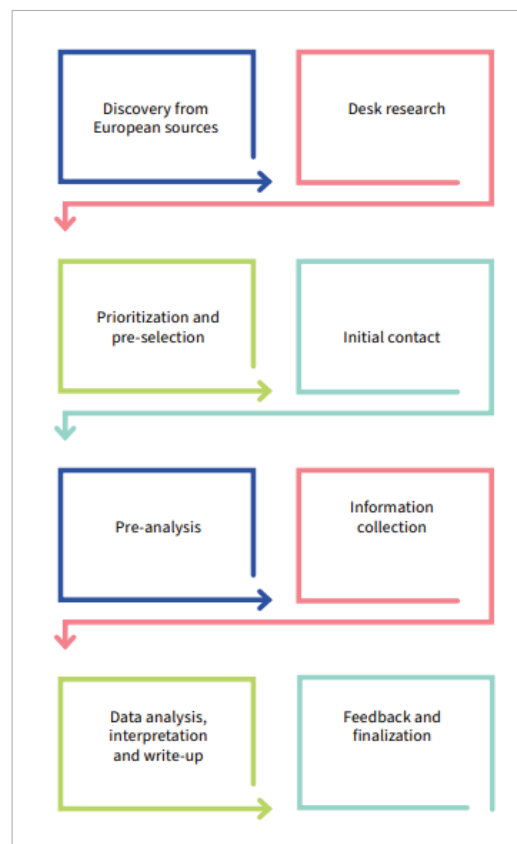 Discovery from
European sources
Desk research
Prioritization and
pre-selection
Initial contact
Pre-analysis
Information
collection
Data analysis,
interpretation
and write-up
Feedback and
finalization